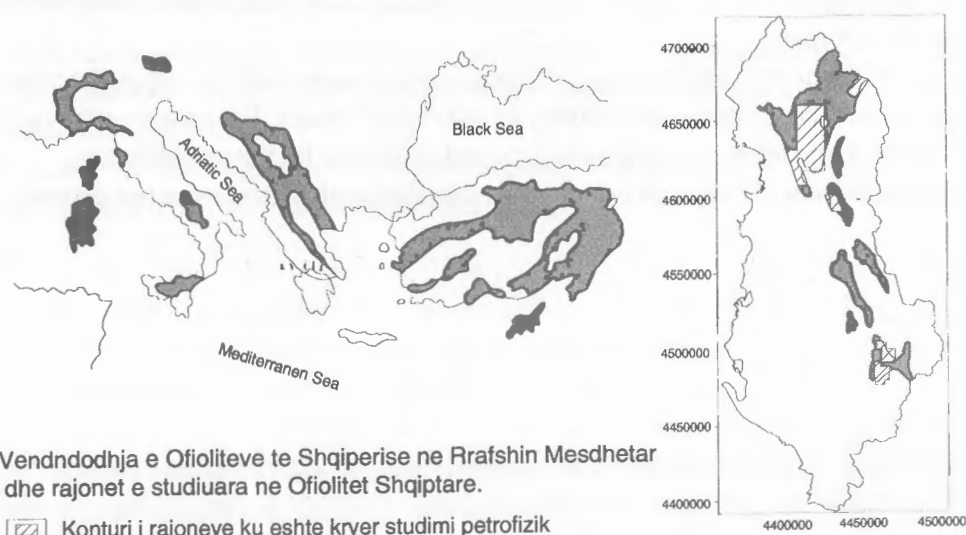 Black Sea
Adriatic Sea
Mediterranen Sea
4700000
4650000
4600000
4550000
4500000
4450000
4400000
4400000 4450000 4500000
Vendndodhja e Ofioliteve te Shqiperise ne Rrafshin Mesdhetar
dhe rajonet e studiuara ne Ofiolitet Shqiptare.
Konturi i rajoneve ku eshte kryer studimi petrofizik